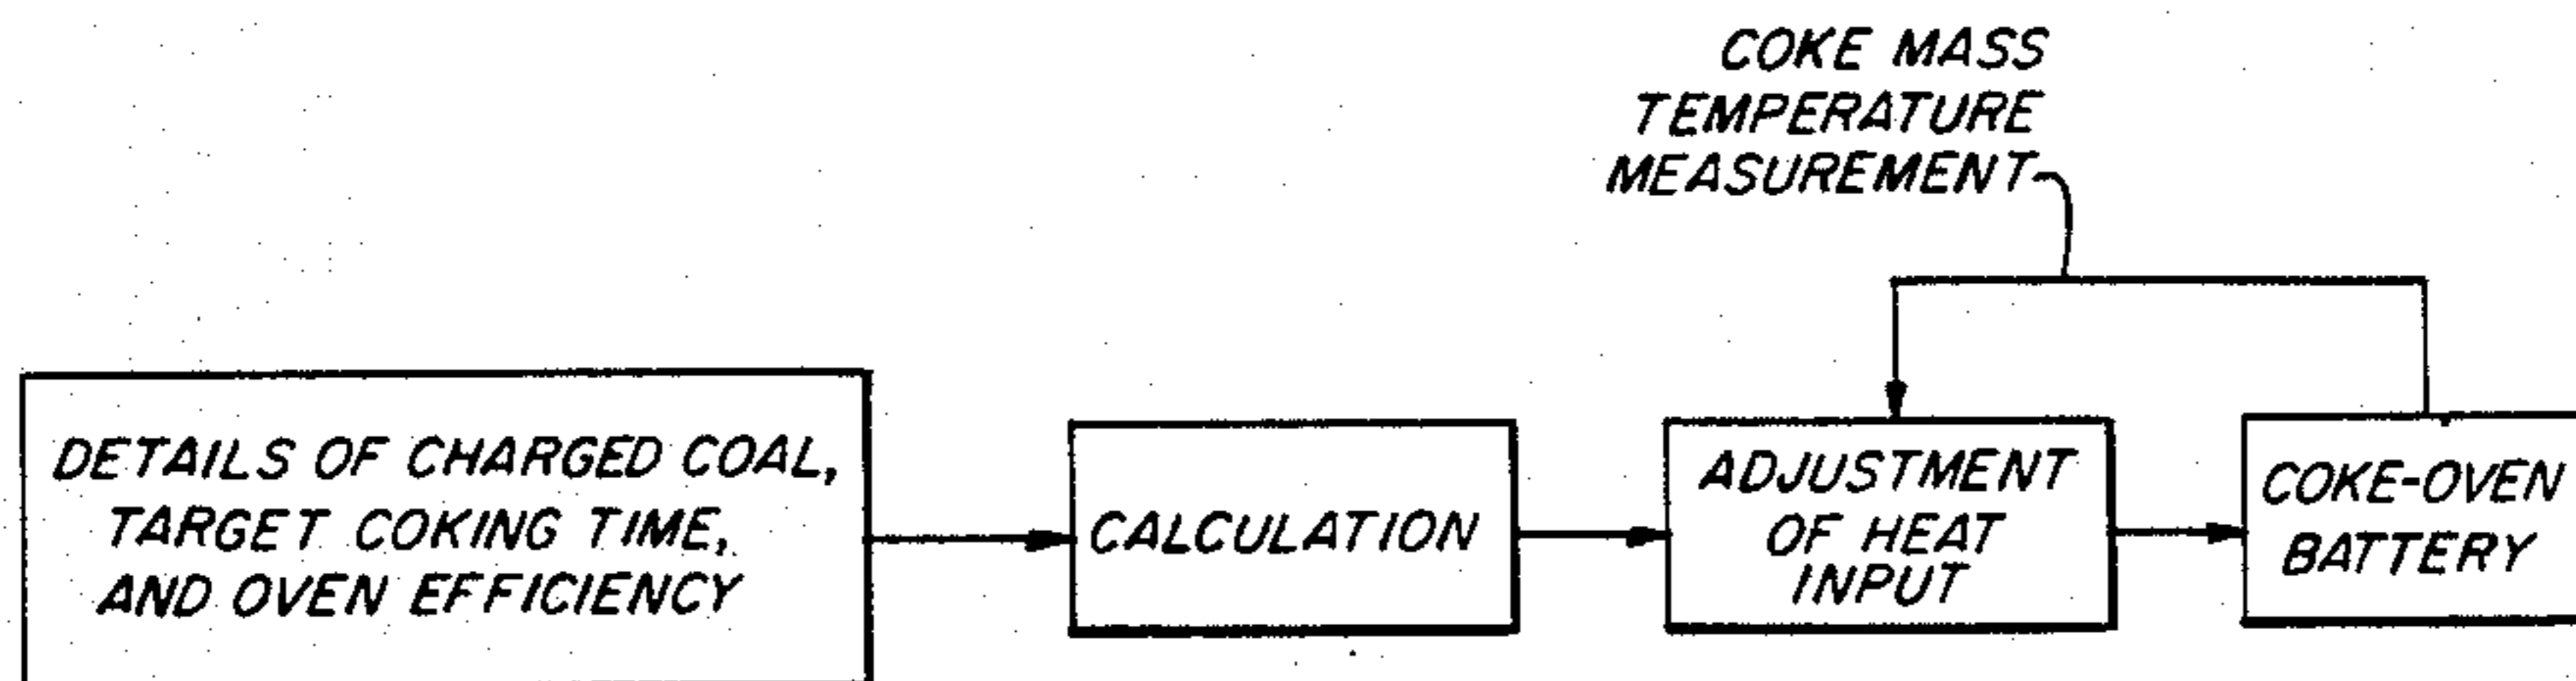 COKE MASS
TEMPERATURE
MEASUREMENT
DETAILS OF CHARGED COAL,
TARGET COKING TIME,
AND OVEN EFFICIENCY
CALCULATION
ADJUSTMENT
OF HEAT
INPUT
COKE-OVEN
BATTERY